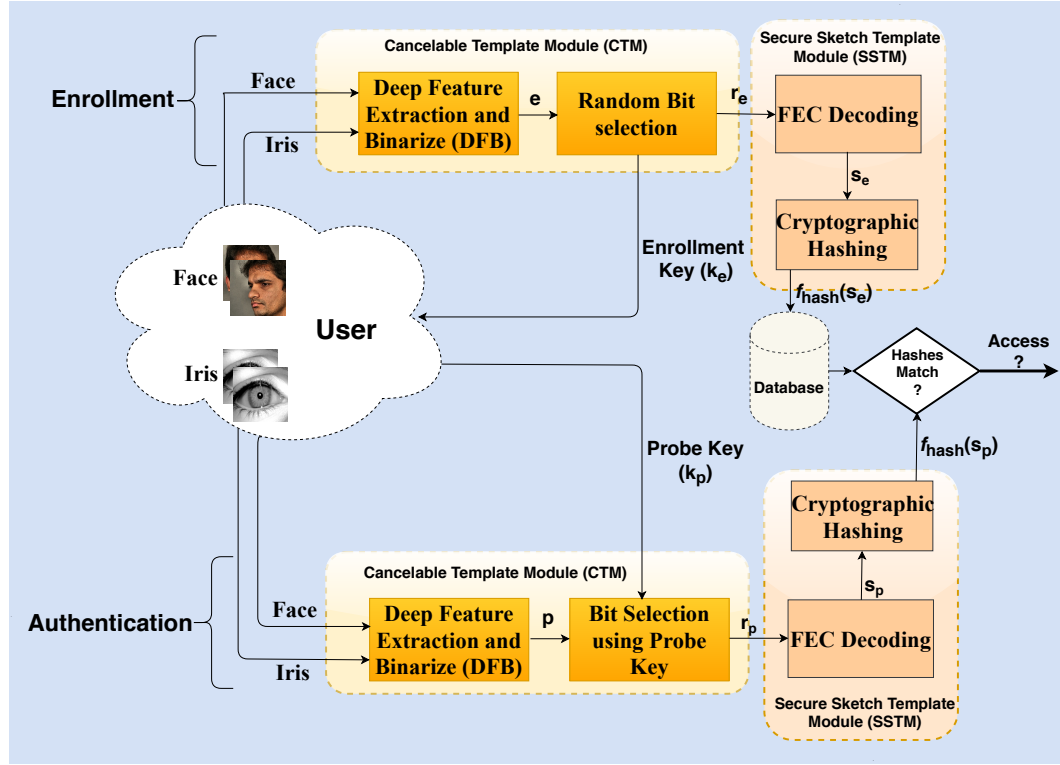 Enrollment
Face
Iris
Cancelable Template Module (CTM)
Deep Feature
Extraction and
Binarize (DFB)
e
Random Bit
selection
rₑ
Secure Sketch Template
Module (SSTM)
FEC Decoding
sₑ
Cryptographic
Hashing
f_hash(sₑ)
Enrollment
Key (kₑ)
Face
User
Iris
Database
Hashes
Match
?
Access
?
Probe Key
(kₚ)
f_hash(sₚ)
Authentication
Face
Iris
Cancelable Template Module (CTM)
Deep Feature
Extraction and
Binarize (DFB)
p
Bit Selection
using Probe
Key
rₚ
Cryptographic
Hashing
sₚ
FEC Decoding
Secure Sketch Template
Module (SSTM)